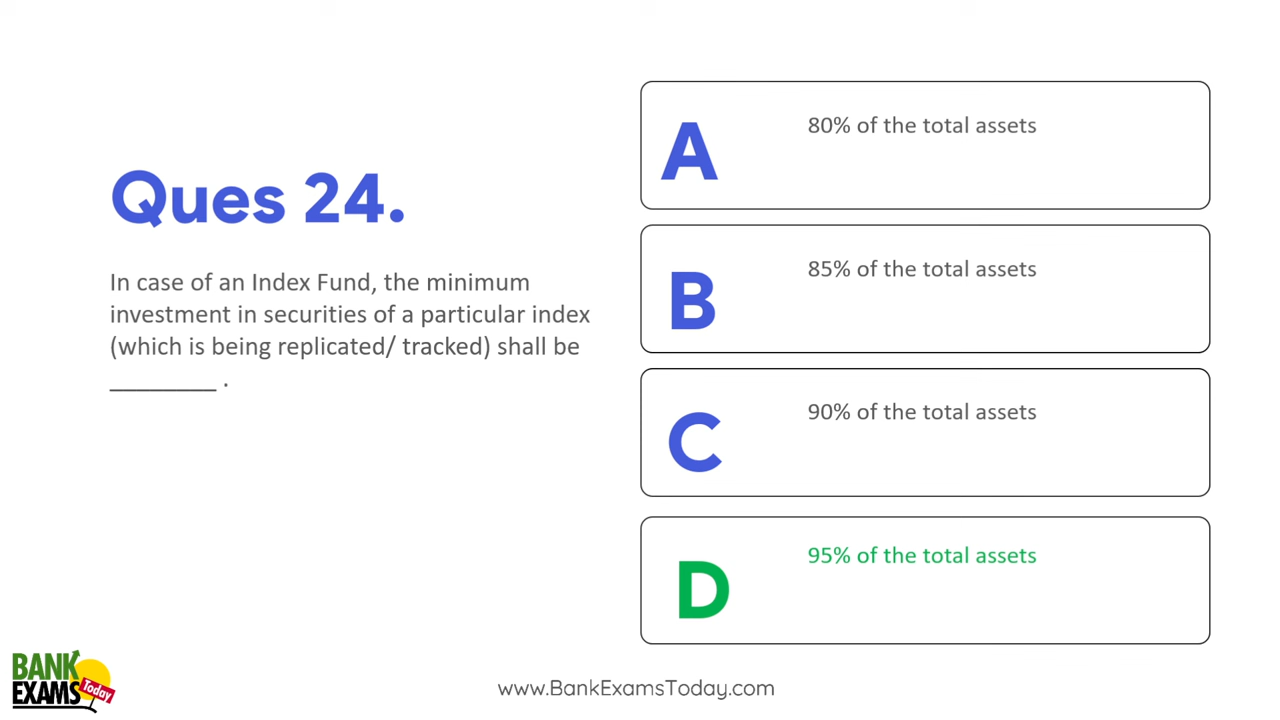 Ques 24.
In case of an Index Fund, the minimum
investment in securities of a particular index
(which is being replicated/ tracked) shall be
________ .
A
80% of the total assets
B
85% of the total assets
C
90% of the total assets
D
95% of the total assets
BANK
EXAMS
Today
www.BankExamsToday.com